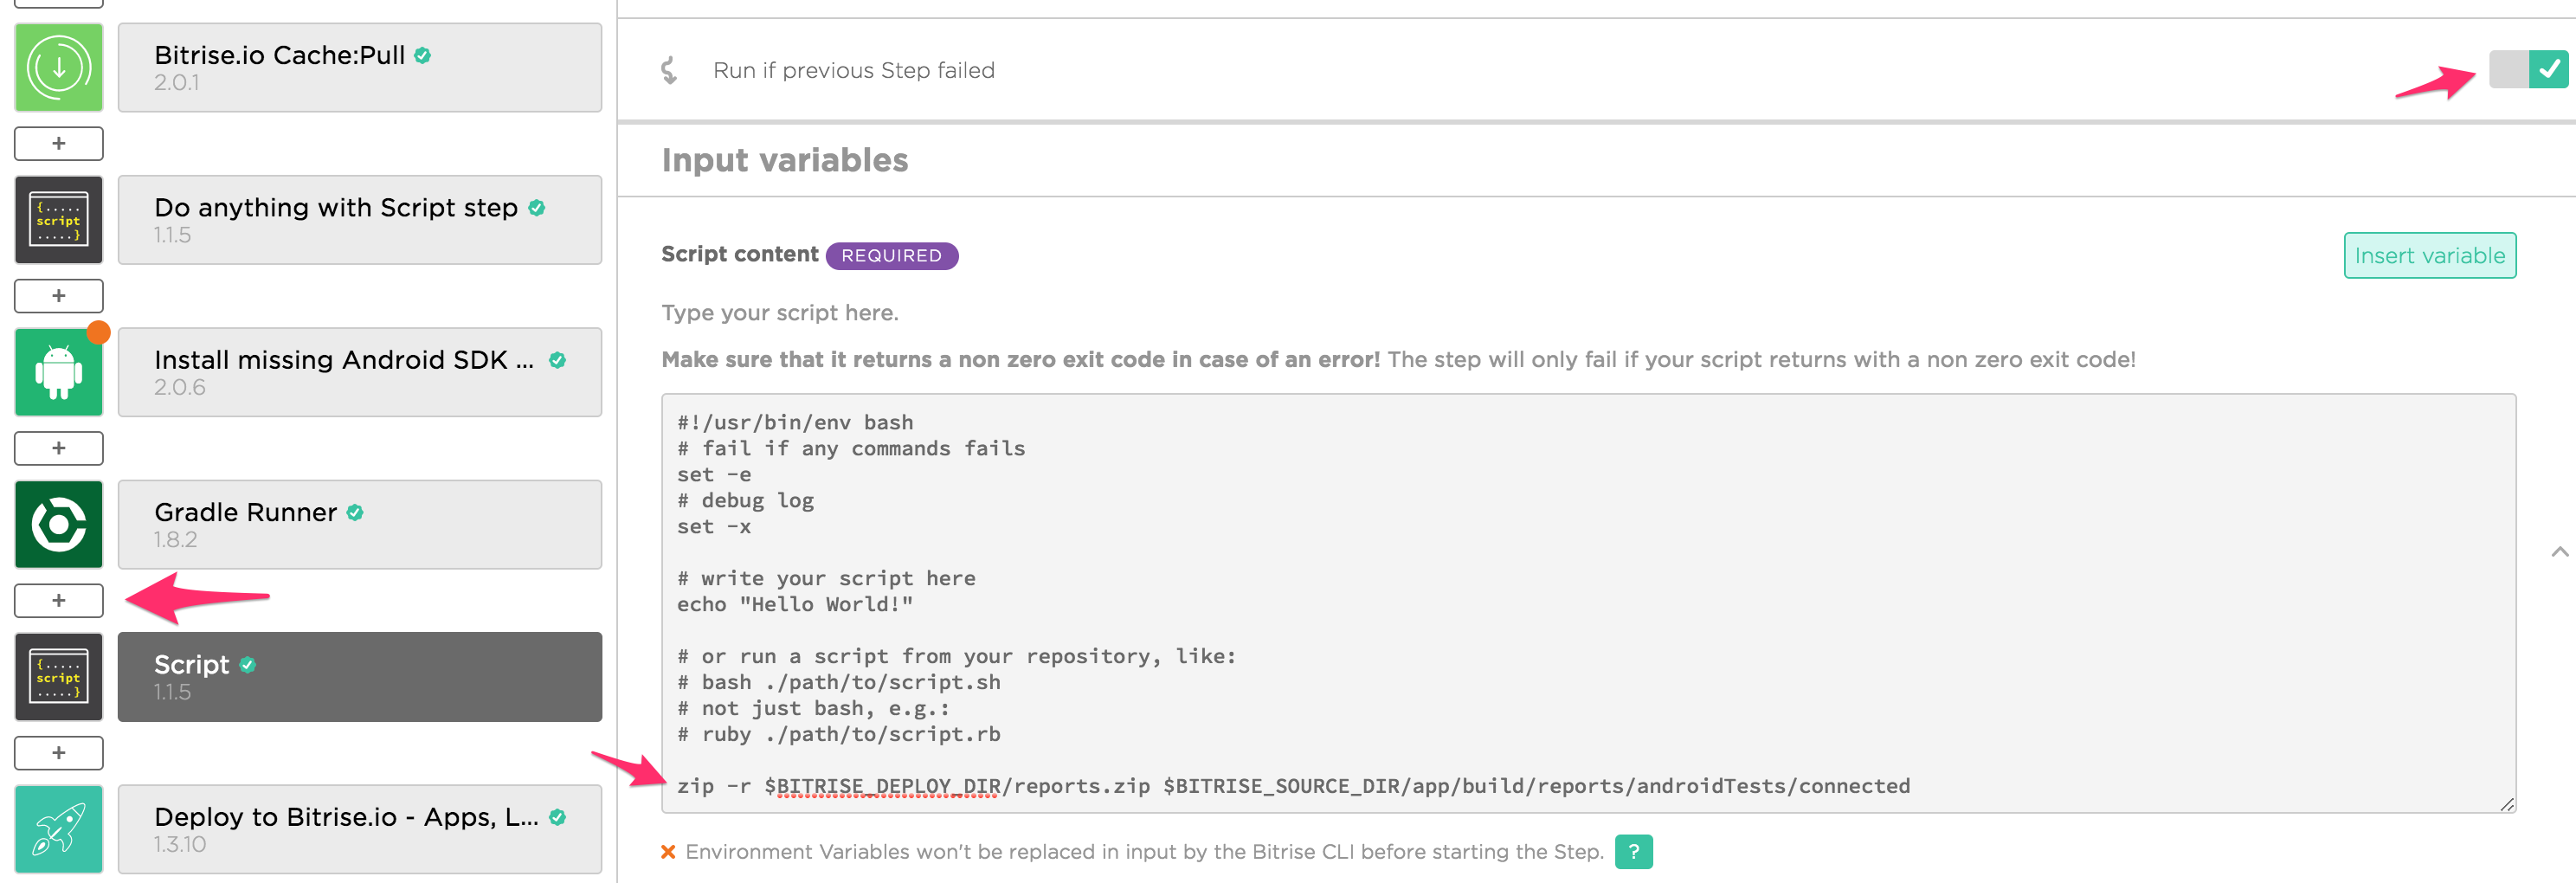 Bitrise.io Cache:Pull
2.0.1
+
{.....
script
.....}
Do anything with Script step
1.1.5
+
Install missing Android SDK ...
2.0.6
+
Gradle Runner
1.8.2
+
{.....
script
.....}
Script
1.1.5
+
Deploy to Bitrise.io - Apps, L...
1.3.10
Run if previous Step failed
Input variables
Script content REQUIRED
Insert variable
Type your script here.
Make sure that it returns a non zero exit code in case of an error! The step will only fail if your script returns with a non zero exit code!
#!/usr/bin/env bash
# fail if any commands fails
set -e
# debug log
set -x
# write your script here
echo "Hello World!"
# or run a script from your repository, like:
# bash ./path/to/script.sh
# not just bash, e.g.:
# ruby ./path/to/script.rb
zip -r $BITRISE_DEPLOY_DIR/reports.zip $BITRISE_SOURCE_DIR/app/build/reports/androidTests/connected
Environment Variables won't be replaced in input by the Bitrise CLI before starting the Step. ?